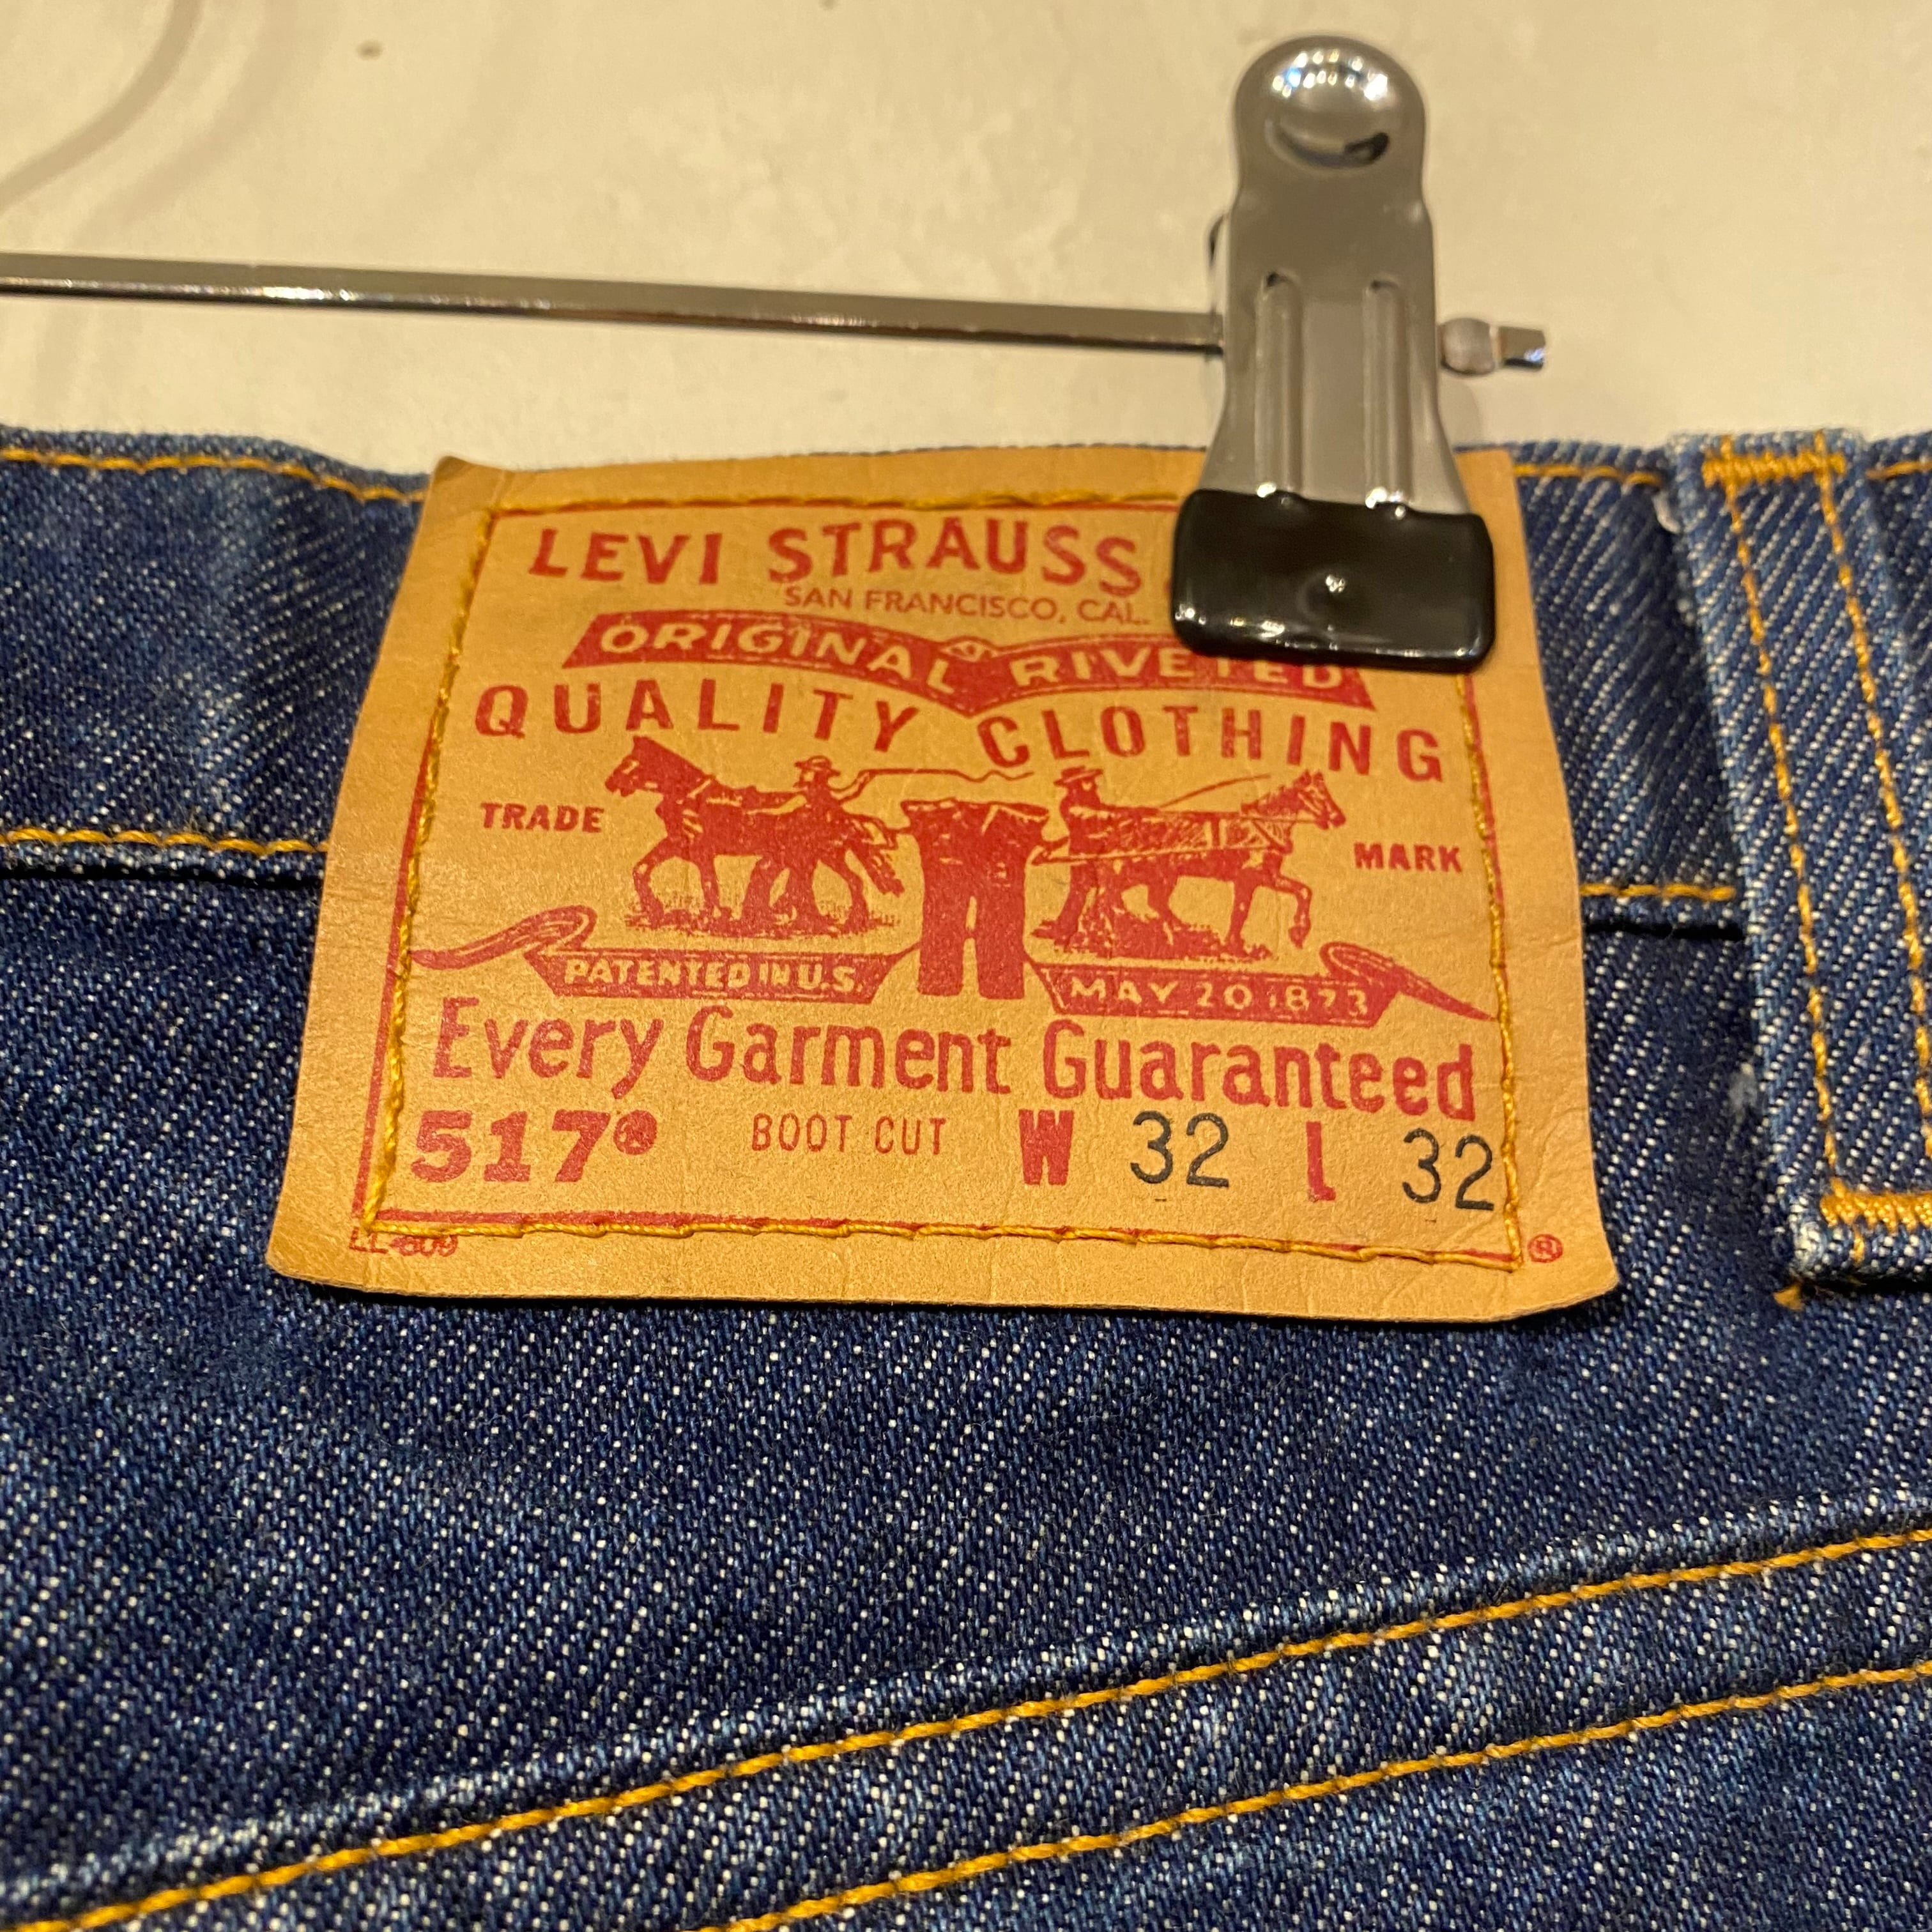 LEVI STRAUSS
SAN FRANCISCO, CAL.
ORIGINAL RIVETED
QUALITY CLOTHING
TRADE MARK
PATENTED IN U.S. MAY 20 1873
Every Garment Guaranteed
517® BOOT CUT W 32 L 32
®